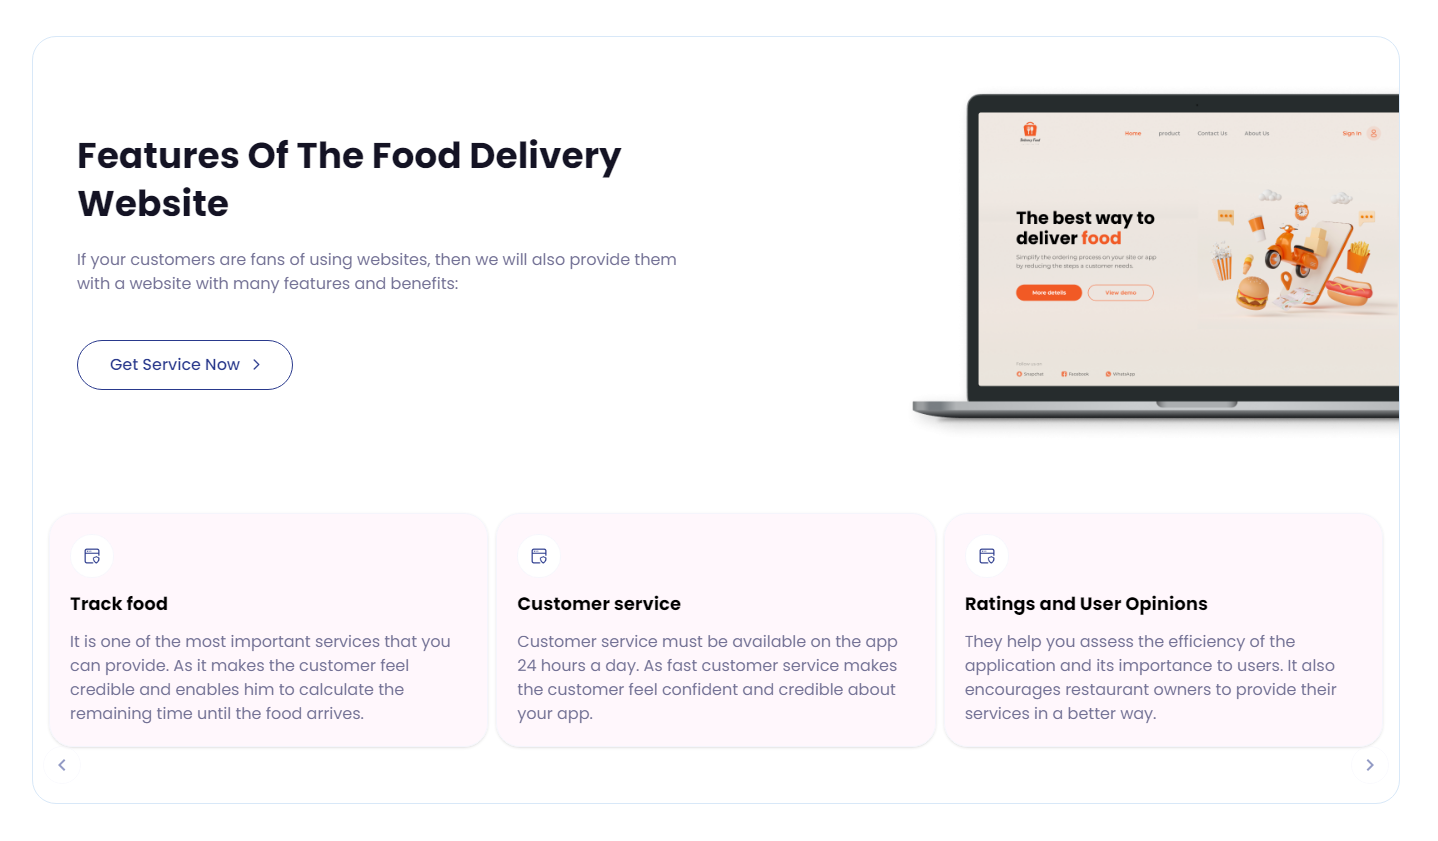 Features Of The Food Delivery
Website
If your customers are fans of using websites, then we will also provide them
with a website with many features and benefits:
Get Service Now
Delivery Food
Home product Contact Us About Us Sign In
The best way to
deliver food
Simplify the ordering process on your site or app
by reducing the steps a customer needs.
More details View demo
Follow us on
Snapchat Facebook WhatsApp
Track food
It is one of the most important services that you
can provide. As it makes the customer feel
credible and enables him to calculate the
remaining time until the food arrives.
Customer service
Customer service must be available on the app
24 hours a day. As fast customer service makes
the customer feel confident and credible about
your app.
Ratings and User Opinions
They help you assess the efficiency of the
application and its importance to users. It also
encourages restaurant owners to provide their
services in a better way.